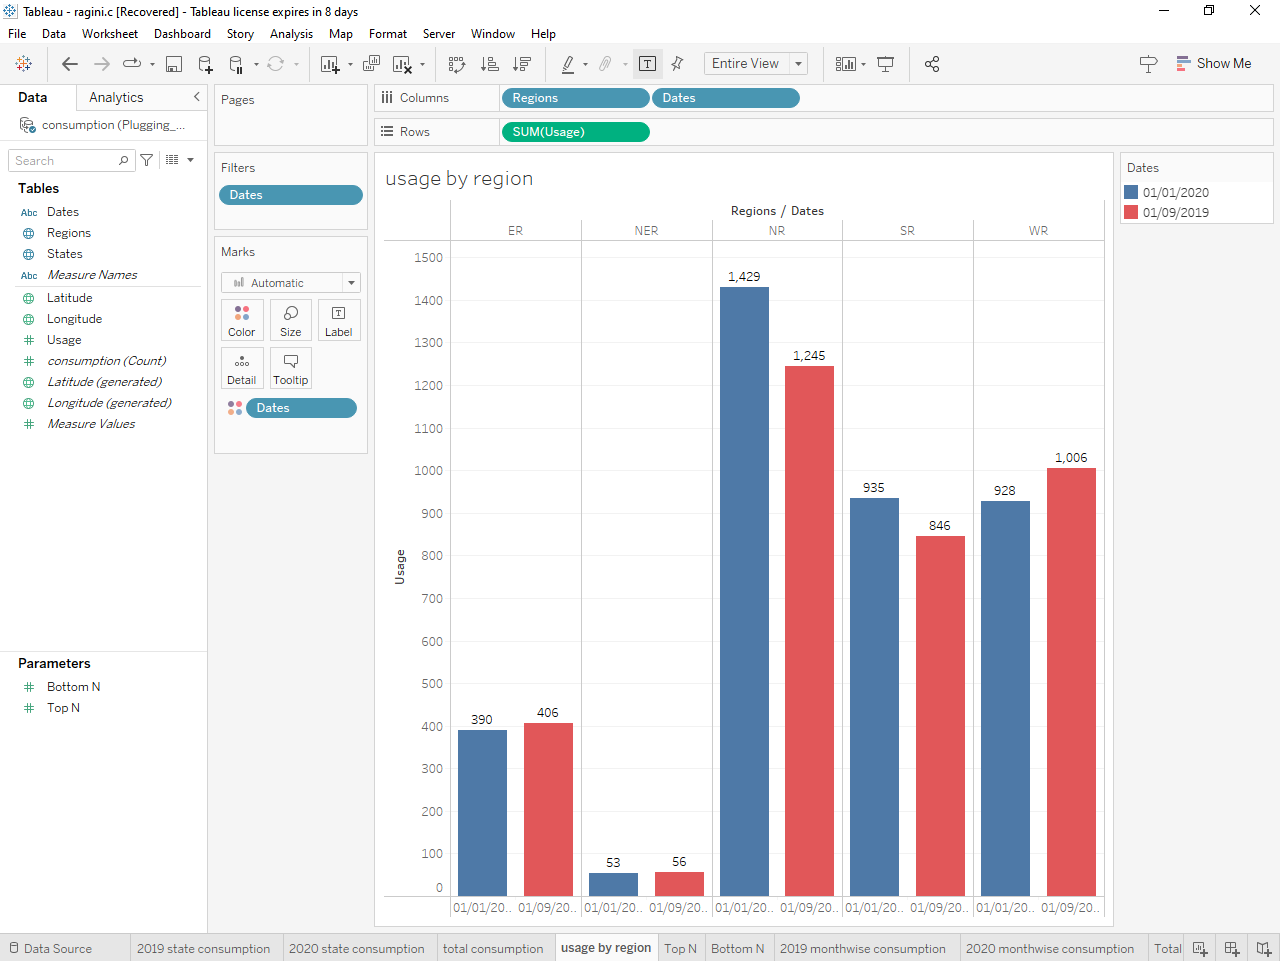 Tableau - ragini.c [Recovered] - Tableau license expires in 8 days
File Data Worksheet Dashboard Story Analysis Map Format Server Window Help
Entire View
Show Me
Data Analytics
consumption (Plugging_...
Search
Tables
Abc Dates
Regions
States
Abc Measure Names
Latitude
Longitude
Usage
consumption (Count)
Latitude (generated)
Longitude (generated)
Measure Values
Parameters
Bottom N
Top N
Pages
Filters
Dates
Marks
Automatic
Color Size Label
Detail Tooltip
Dates
Columns Regions Dates
Rows SUM(Usage)
usage by region
Regions / Dates
ER NER NR SR WR
1500
1400
1300
1200
1100
1000
900
800
700
600
500
400
300
200
100
0
Usage
390 406 53 56 1,429 1,245 935 846 928 1,006
01/01/20.. 01/09/20.. 01/01/20.. 01/09/20.. 01/01/20.. 01/09/20.. 01/01/20.. 01/09/20.. 01/01/20.. 01/09/20..
Dates
01/01/2020
01/09/2019
Data Source 2019 state consumption 2020 state consumption total consumption usage by region Top N Bottom N 2019 monthwise consumption 2020 monthwise consumption Total